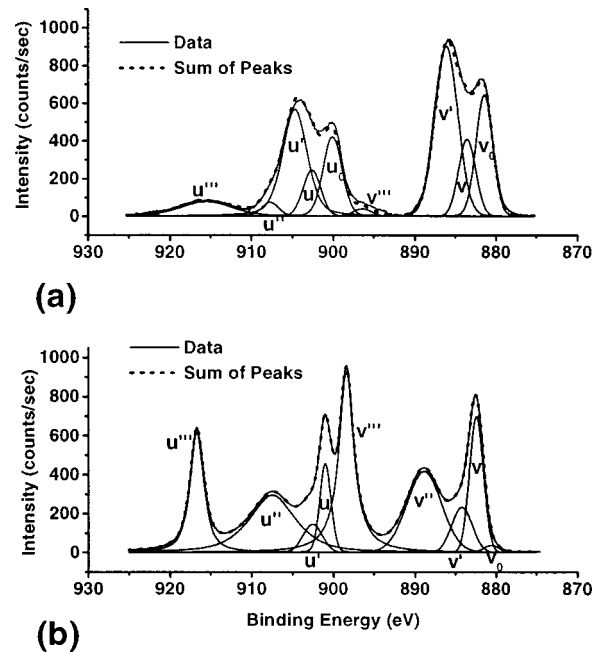 1000
800
600
400
200
0
Intensity (counts/sec)
Data
Sum of Peaks
u'''
u''
u'
u
u0
v'''
v'
v
v0
930 920 910 900 890 880 870
(a)
1000
800
600
400
200
0
Intensity (counts/sec)
Data
Sum of Peaks
u'''
u''
u'
u
v'''
v''
v'
v
v0
930 920 910 900 890 880 870
Binding Energy (eV)
(b)